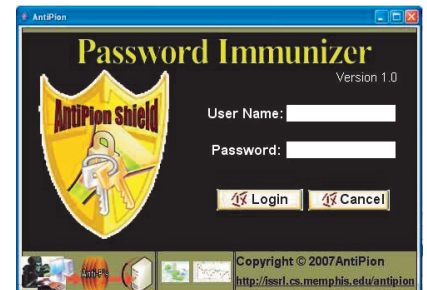 AntiPion
Password Immunizer
Version 1.0
AntiPion Shield
User Name:
Password:
Login
Cancel
Copyright © 2007AntiPion
http://issrl.cs.memphis.edu/antipion